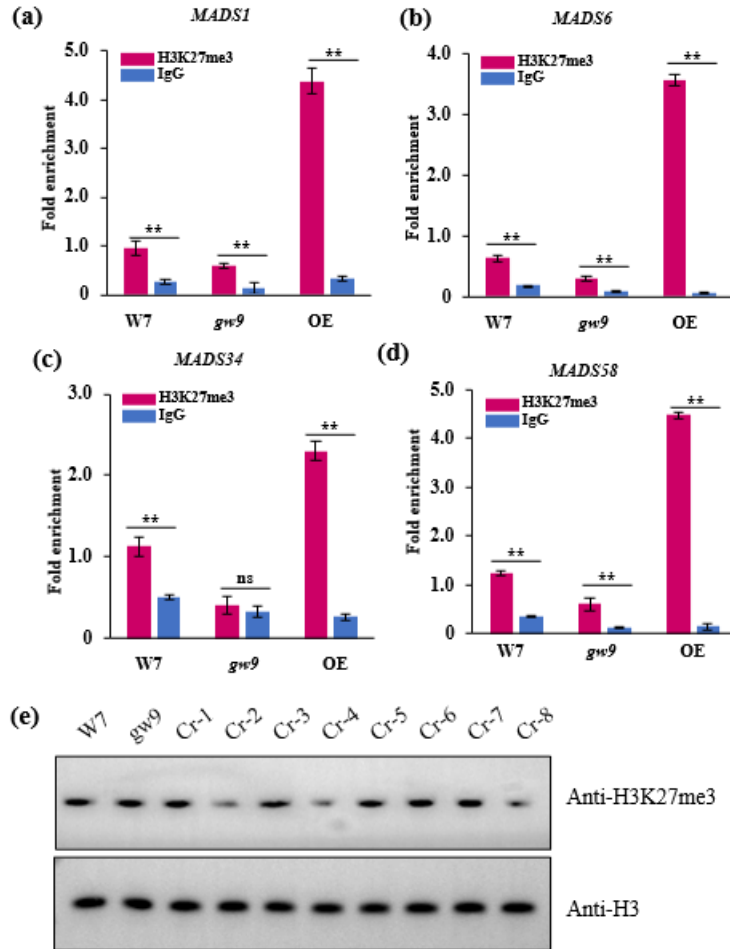 (a)
MADS1
H3K27me3
IgG
Fold enrichment
5.0
4.0
3.0
2.0
1.0
0
**
**
**
W7
gw9
OE
(b)
MADS6
H3K27me3
IgG
Fold enrichment
4.0
3.0
2.0
1.0
0
**
**
**
W7
gw9
OE
(c)
MADS34
H3K27me3
IgG
Fold enrichment
3.0
2.0
1.0
0
**
ns
**
W7
gw9
OE
(d)
MADS58
H3K27me3
IgG
Fold enrichment
5.0
4.0
3.0
2.0
1.0
0
**
**
**
W7
gw9
OE
(e)
W7 gw9 Cr-1 Cr-2 Cr-3 Cr-4 Cr-5 Cr-6 Cr-7 Cr-8
Anti-H3K27me3
Anti-H3